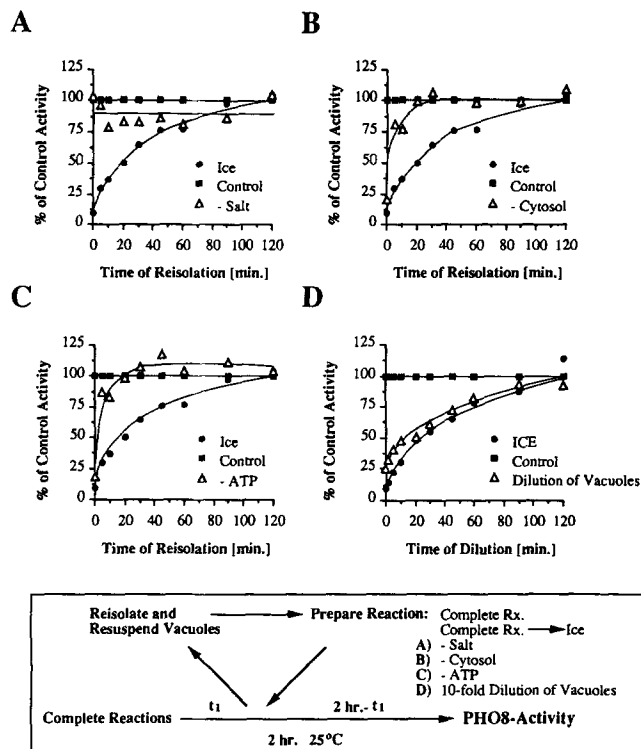 A
125
100
75
50
25
0
% of Control Activity
Ice
Control
- Salt
0 20 40 60 80 100 120
Time of Reisolation [min.]
B
125
100
75
50
25
0
% of Control Activity
Ice
Control
- Cytosol
0 20 40 60 80 100 120
Time of Reisolation [min.]
C
125
100
75
50
25
0
% of Control Activity
Ice
Control
- ATP
0 20 40 60 80 100 120
Time of Reisolation [min.]
D
125
100
75
50
25
0
% of Control Activity
ICE
Control
Dilution of Vacuoles
0 20 40 60 80 100 120
Time of Dilution [min.]
Reisolate and
Resuspend Vacuoles
Prepare Reaction:
Complete Rx.
Complete Rx. Ice
A) - Salt
B) - Cytosol
C) - ATP
D) 10-fold Dilution of Vacuoles
Complete Reactions t1 2 hr.- t1 PHO8-Activity
2 hr. 25°C